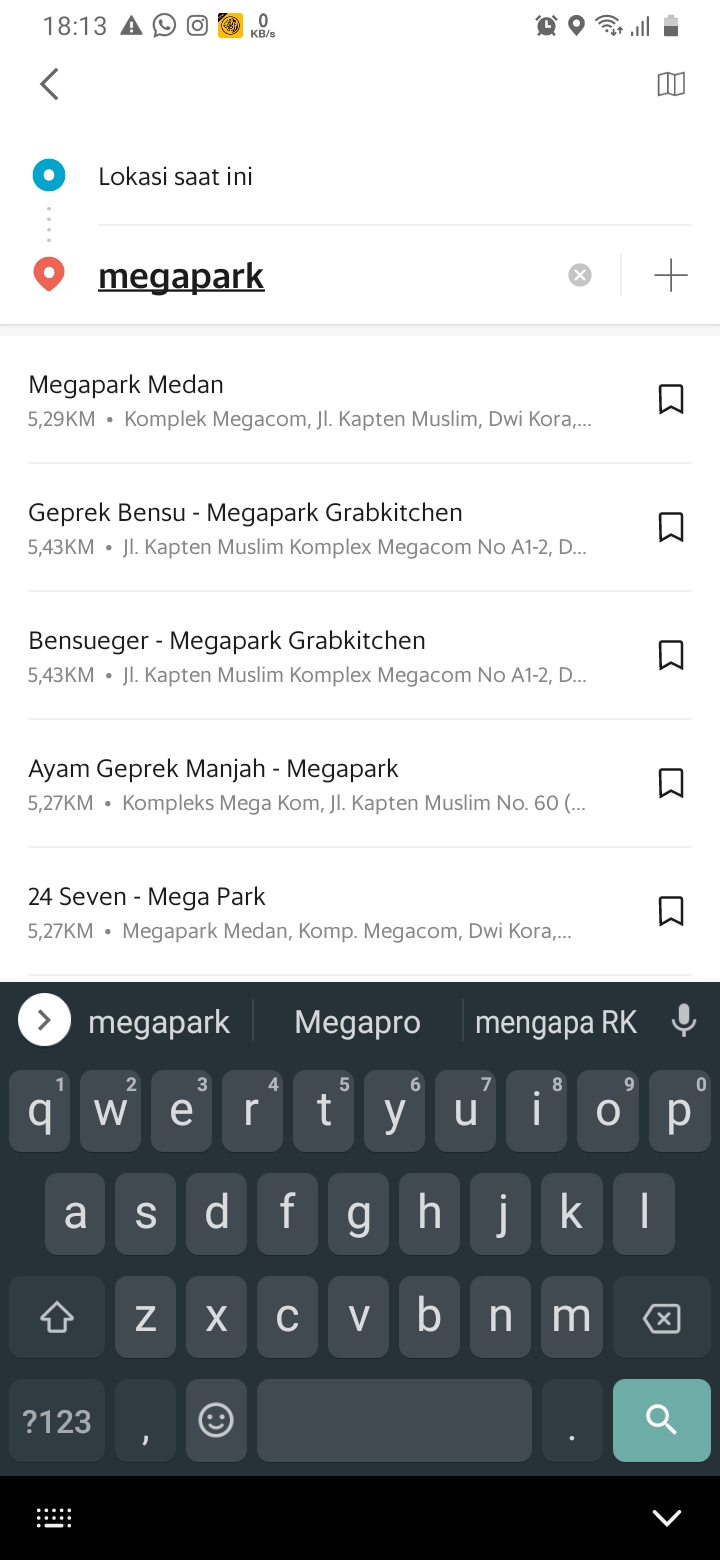 18:13 0 KB/s
Lokasi saat ini
megapark
Megapark Medan
5,29KM • Komplek Megacom, Jl. Kapten Muslim, Dwi Kora,...
Geprek Bensu - Megapark Grabkitchen
5,43KM • Jl. Kapten Muslim Komplex Megacom No A1-2, D...
Bensueger - Megapark Grabkitchen
5,43KM • Jl. Kapten Muslim Komplex Megacom No A1-2, D...
Ayam Geprek Manjah - Megapark
5,27KM • Kompleks Mega Kom, Jl. Kapten Muslim No. 60 (...
24 Seven - Mega Park
5,27KM • Megapark Medan, Komp. Megacom, Dwi Kora,...
megapark Megapro mengapa RK
1 2 3 4 5 6 7 8 9 0
q w e r t y u i o p
a s d f g h j k l
z x c v b n m
?123 , .